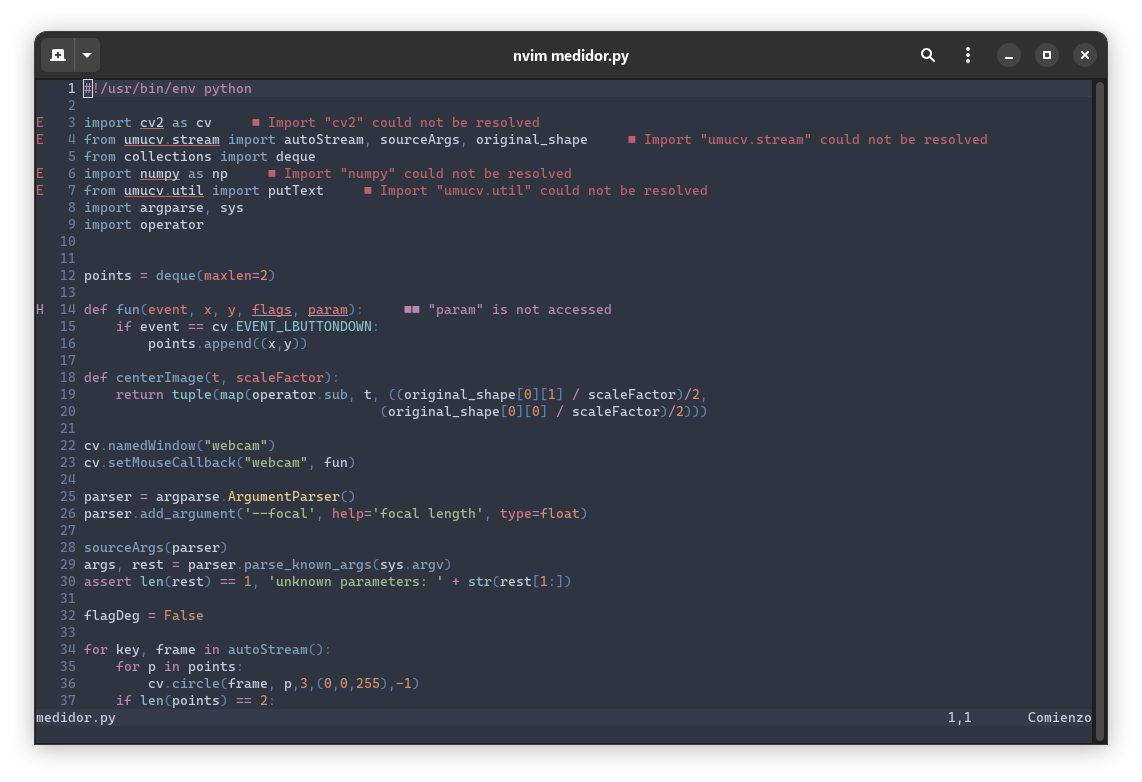 nvim medidor.py
1 #!/usr/bin/env python
2
E 3 import cv2 as cv ■ Import "cv2" could not be resolved
E 4 from umucv.stream import autoStream, sourceArgs, original_shape ■ Import "umucv.stream" could not be resolved
5 from collections import deque
E 6 import numpy as np ■ Import "numpy" could not be resolved
E 7 from umucv.util import putText ■ Import "umucv.util" could not be resolved
8 import argparse, sys
9 import operator
10
11
12 points = deque(maxlen=2)
13
H 14 def fun(event, x, y, flags, param): ■■ "param" is not accessed
15     if event == cv.EVENT_LBUTTONDOWN:
16         points.append((x,y))
17
18 def centerImage(t, scaleFactor):
19     return tuple(map(operator.sub, t, ((original_shape[0][1] / scaleFactor)/2,
20                                      (original_shape[0][0] / scaleFactor)/2)))
21
22 cv.namedWindow("webcam")
23 cv.setMouseCallback("webcam", fun)
24
25 parser = argparse.ArgumentParser()
26 parser.add_argument('--focal', help='focal length', type=float)
27
28 sourceArgs(parser)
29 args, rest = parser.parse_known_args(sys.argv)
30 assert len(rest) == 1, 'unknown parameters: ' + str(rest[1:])
31
32 flagDeg = False
33
34 for key, frame in autoStream():
35     for p in points:
36         cv.circle(frame, p,3,(0,0,255),-1)
37     if len(points) == 2:
medidor.py 1,1 Comienzo